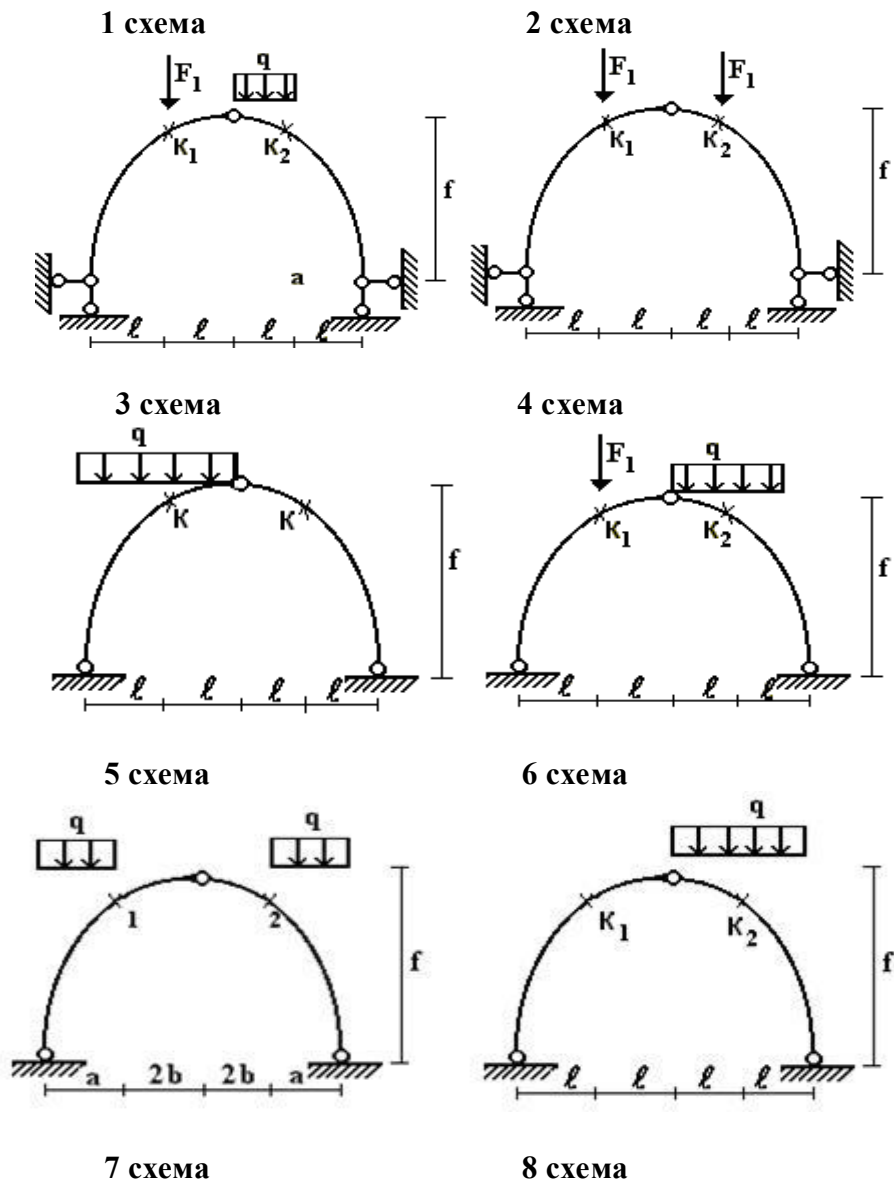 1 схема
2 схема
F1
q
F1
F1
K1
K2
f
K1
K2
f
a
ℓ ℓ ℓ ℓ
ℓ ℓ ℓ ℓ
3 схема
4 схема
q
F1
q
K
K
f
K1
K2
f
ℓ ℓ ℓ ℓ
ℓ ℓ ℓ ℓ
5 схема
6 схема
q
q
q
1
2
f
K1
K2
f
a 2b 2b a
ℓ ℓ ℓ ℓ
7 схема
8 схема